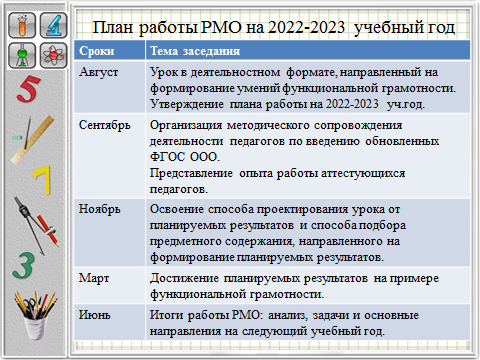 План работы РМО на 2022-2023 учебный год
Сроки Тема заседания
Август Урок в деятельностном формате, направленный на
формирование умений функциональной грамотности.
Утверждение плана работы на 2022-2023 уч.год.
Сентябрь Организация методического сопровождения
деятельности педагогов по введению обновленных
ФГОС ООО.
Представление опыта работы аттестующихся
педагогов.
Ноябрь Освоение способа проектирования урока от
планируемых результатов и способа подбора
предметного содержания, направленного на
формирование планируемых результатов.
Март Достижение планируемых результатов на примере
функциональной грамотности.
Июнь Итоги работы РМО: анализ, задачи и основные
направления на следующий учебный год.
5
7
3